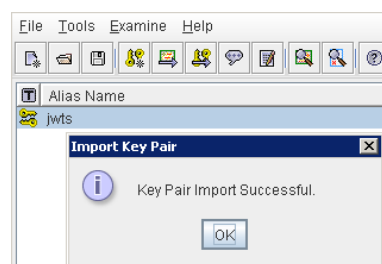 File Tools Examine Help
T Alias Name
jwts
Import Key Pair
Key Pair Import Successful.
OK